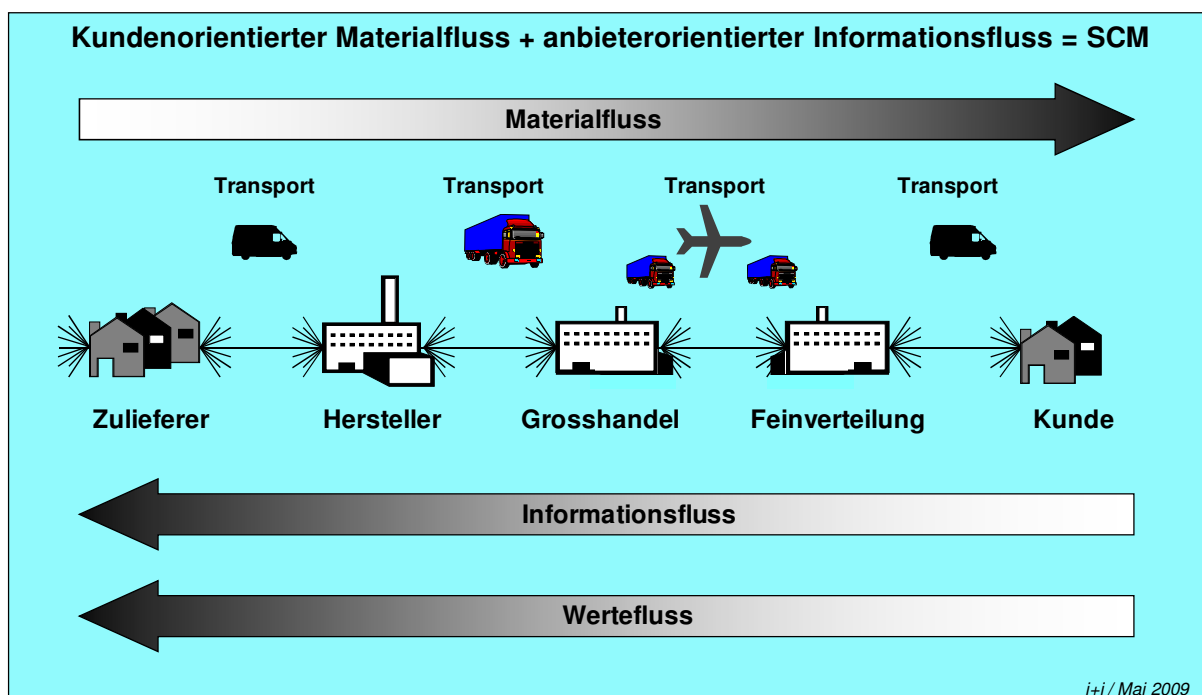 Kundenorientierter Materialfluss + anbieterorientierter Informationsfluss = SCM
Materialfluss
Transport Transport Transport Transport
Zulieferer Hersteller Grosshandel Feinverteilung Kunde
Informationsfluss
Wertefluss
i+i / Mai 2009